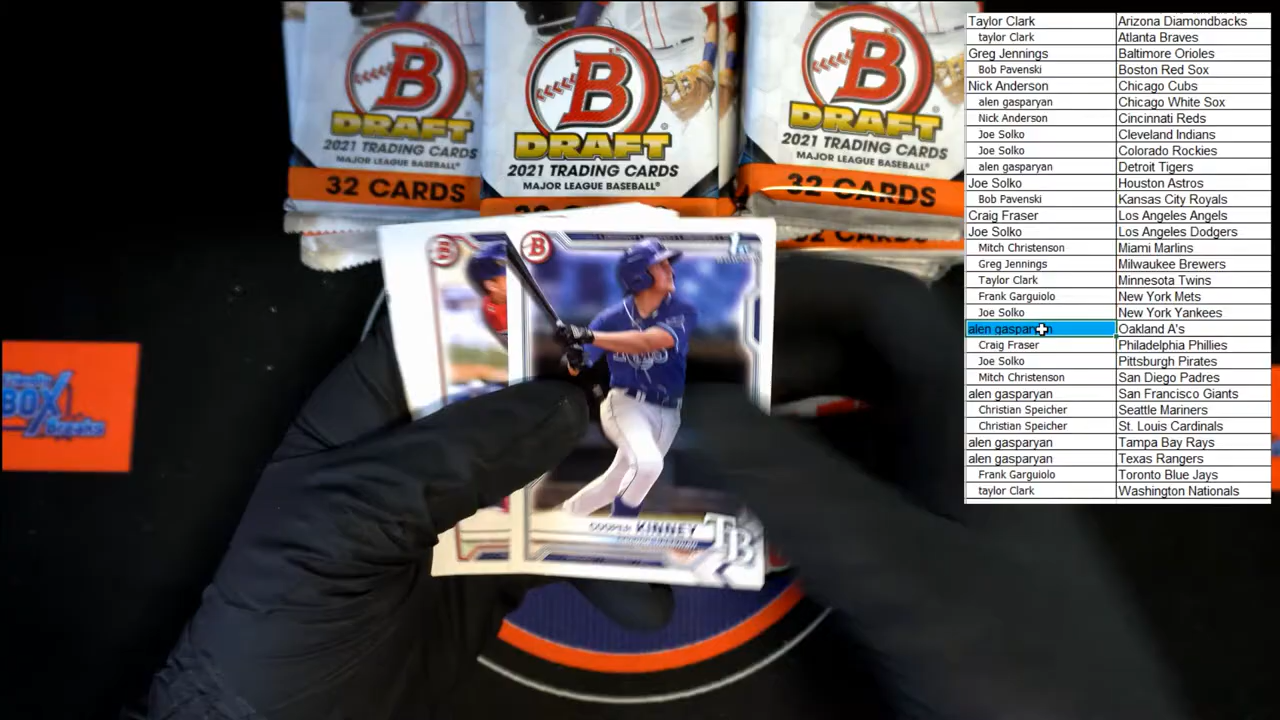 B
DRAFT
2021 TRADING CARDS
MAJOR LEAGUE BASEBALL
32 CARDS
B
DRAFT
2021 TRADING CARDS
MAJOR LEAGUE BASEBALL
B
DRAFT
2021 TRADING CARDS
MAJOR LEAGUE BASEBALL
32 CARDS
32 CARDS
B
B
COOPER KINNEY
TB
BOX
Breaks
Taylor Clark Arizona Diamondbacks
taylor Clark Atlanta Braves
Greg Jennings Baltimore Orioles
Bob Pavenski Boston Red Sox
Nick Anderson Chicago Cubs
alen gasparyan Chicago White Sox
Nick Anderson Cincinnati Reds
Joe Solko Cleveland Indians
Joe Solko Colorado Rockies
alen gasparyan Detroit Tigers
Joe Solko Houston Astros
Bob Pavenski Kansas City Royals
Craig Fraser Los Angeles Angels
Joe Solko Los Angeles Dodgers
Mitch Christenson Miami Marlins
Greg Jennings Milwaukee Brewers
Taylor Clark Minnesota Twins
Frank Garguiolo New York Mets
Joe Solko New York Yankees
alen gasparyan Oakland A's
Craig Fraser Philadelphia Phillies
Joe Solko Pittsburgh Pirates
Mitch Christenson San Diego Padres
alen gasparyan San Francisco Giants
Christian Speicher Seattle Mariners
Christian Speicher St. Louis Cardinals
alen gasparyan Tampa Bay Rays
alen gasparyan Texas Rangers
Frank Garguiolo Toronto Blue Jays
taylor Clark Washington Nationals